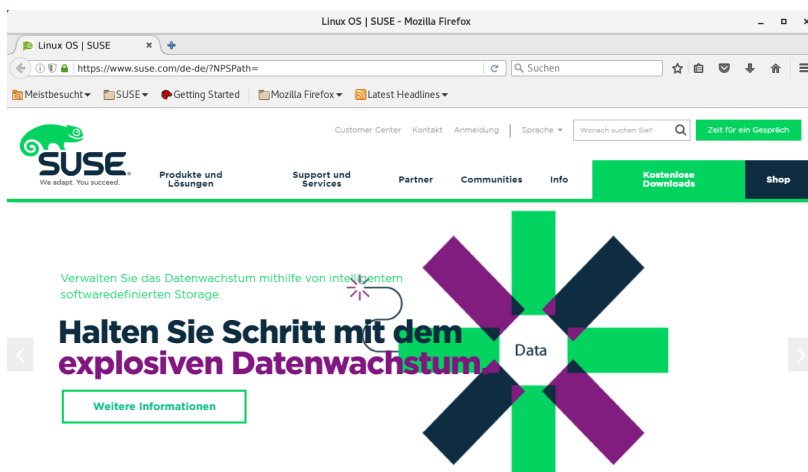 Linux OS | SUSE - Mozilla Firefox
Linux OS | SUSE
https://www.suse.com/de-de/?NPSPath=
Suchen
Meistbesucht SUSE Getting Started Mozilla Firefox Latest Headlines
Customer Center Kontakt Anmeldung Sprache Wonach suchen Sie? Zeit für ein Gespräch
SUSE
We adapt. You succeed.
Produkte und Lösungen
Support und Services
Partner
Communities
Info
Kostenlose Downloads
Shop
Verwalten Sie das Datenwachstum mithilfe von intelligentem
softwaredefinierten Storage.
Halten Sie Schritt mit dem
explosiven Datenwachstum.
Data
Weitere Informationen